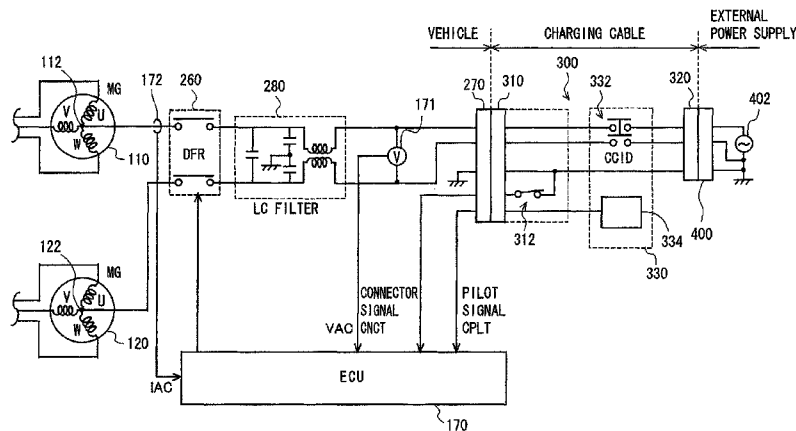 EXTERNAL
POWER SUPPLY
VEHICLE
CHARGING CABLE
112
172
260
MG
V
U
W
110
DFR
280
LC FILTER
270
310
171
V
300
332
CCID
320
402
312
334
330
400
122
MG
V
U
W
120
VAC
CONNECTOR
SIGNAL
CNCT
PILOT
SIGNAL
CPLT
IAC
ECU
170